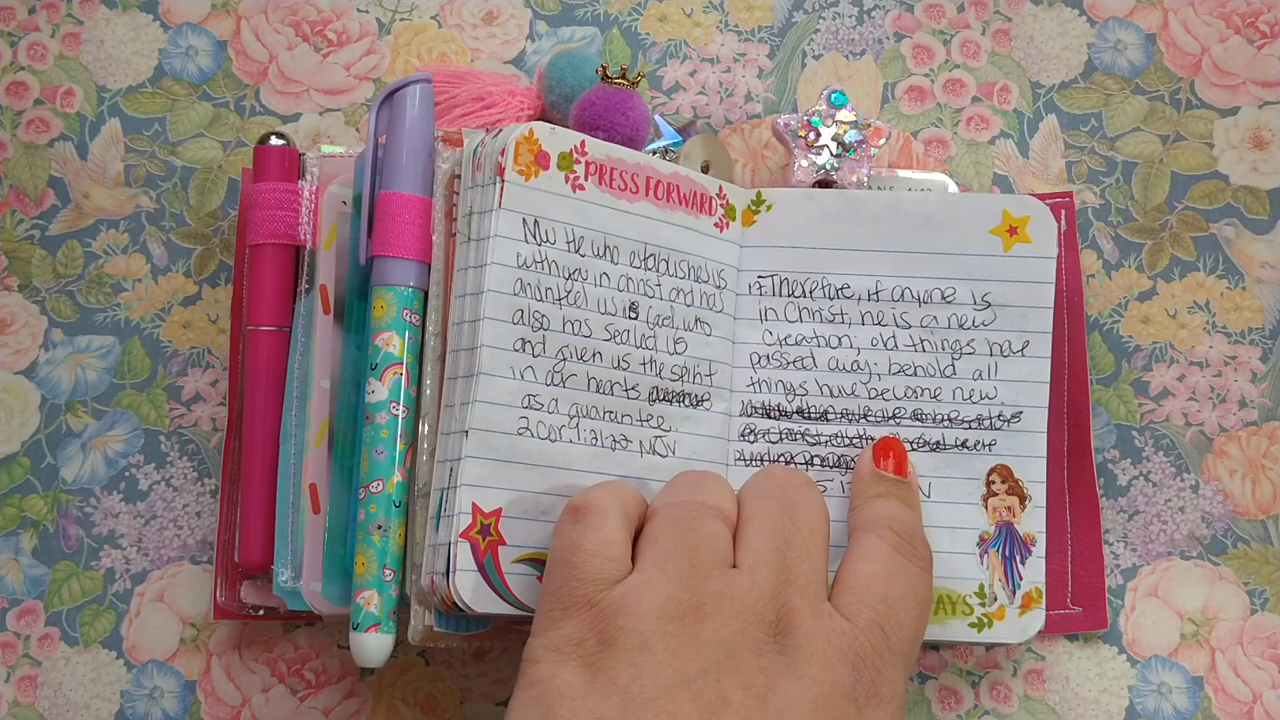 PRESS FORWARD
Now He who establishes us
with you in christ and has
anointed us is God, who
also has sealed us
and given us the spirit
in our hearts
as a guarantee.
2 Cor. 1:21-22 NJV
17 Therefore, if anyone is
in Christ, he is a new
Creation; old things have
passed away; behold all
things have become new.
AYS